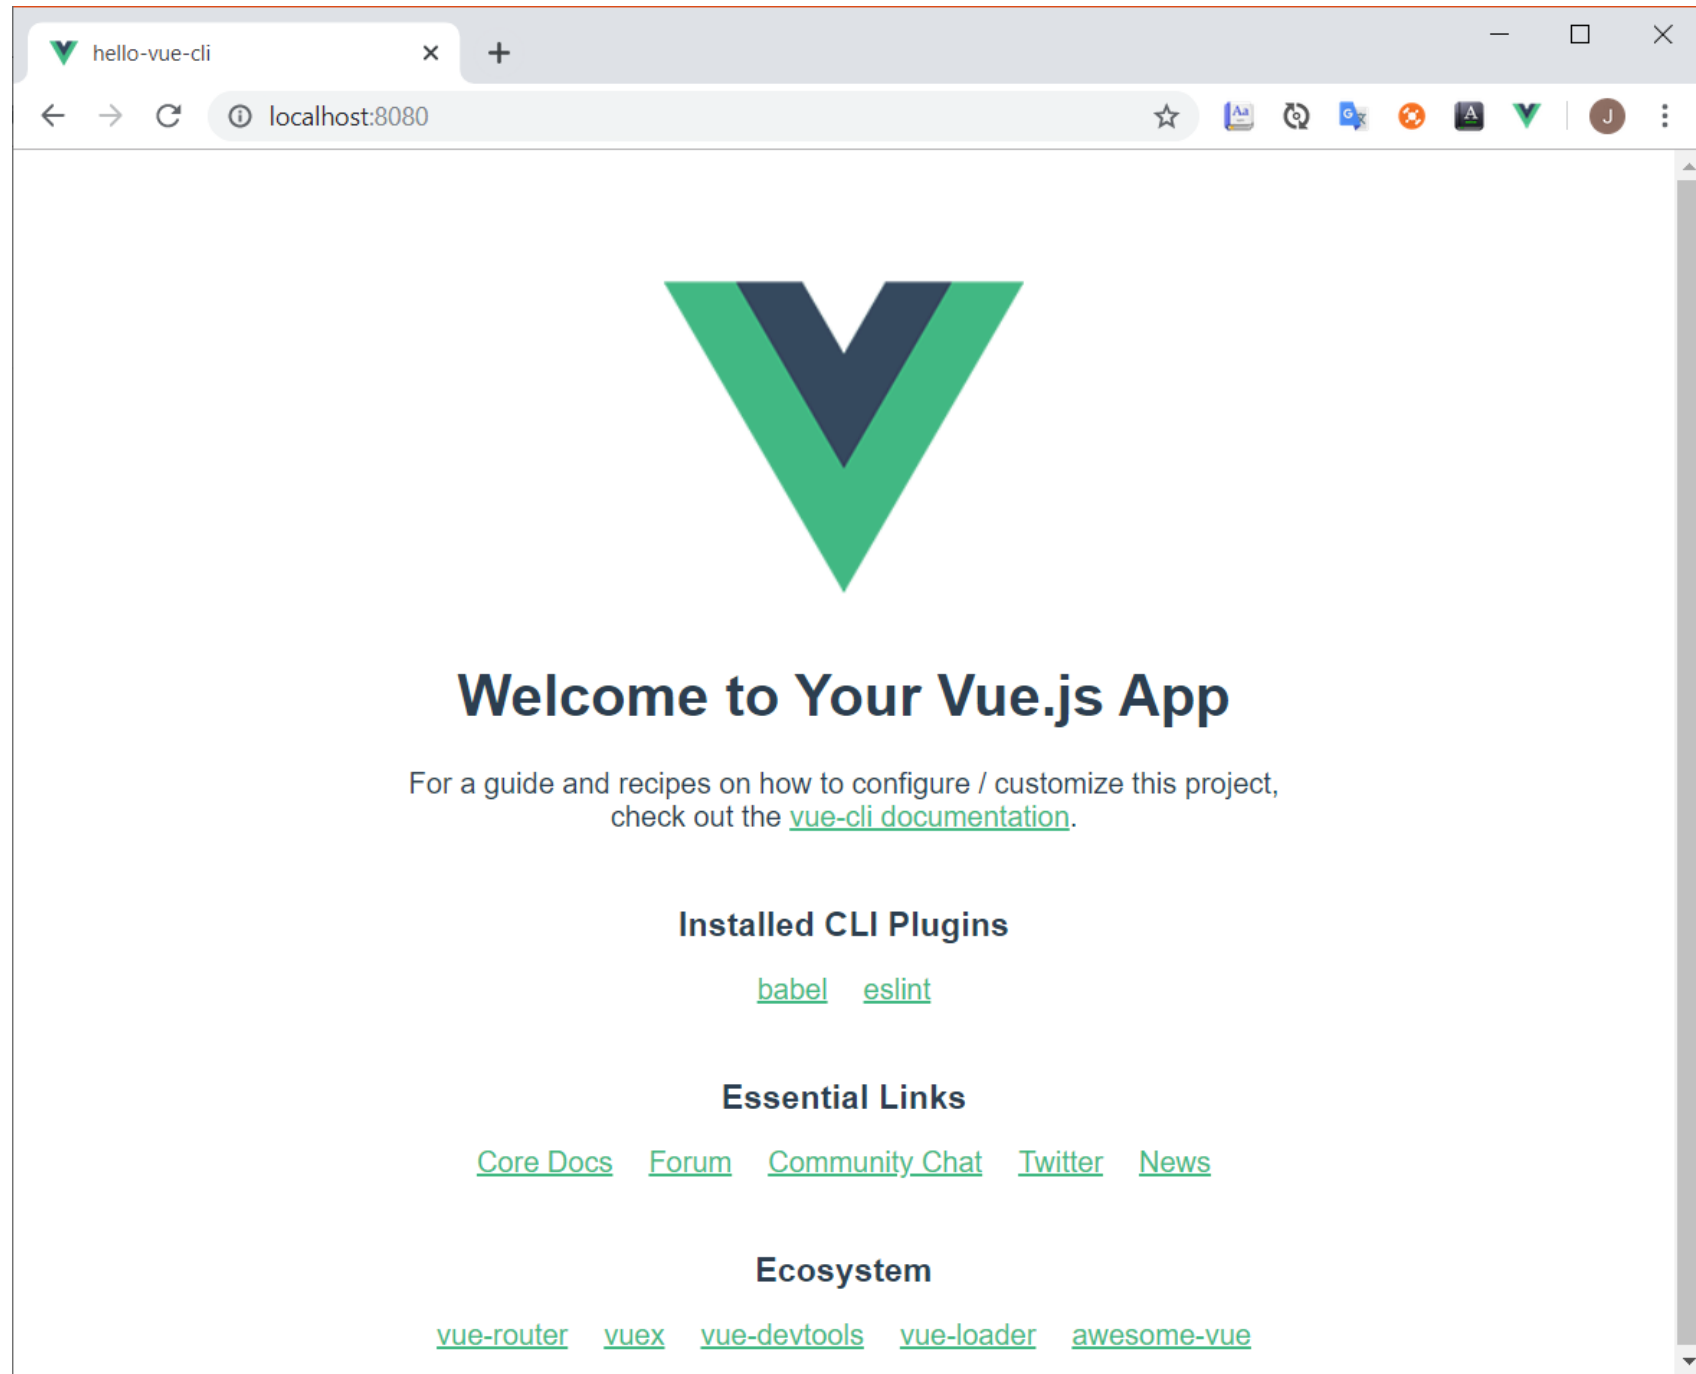 hello-vue-cli
localhost:8080
J
Welcome to Your Vue.js App
For a guide and recipes on how to configure / customize this project,
check out the vue-cli documentation.
Installed CLI Plugins
babel eslint
Essential Links
Core Docs Forum Community Chat Twitter News
Ecosystem
vue-router vuex vue-devtools vue-loader awesome-vue